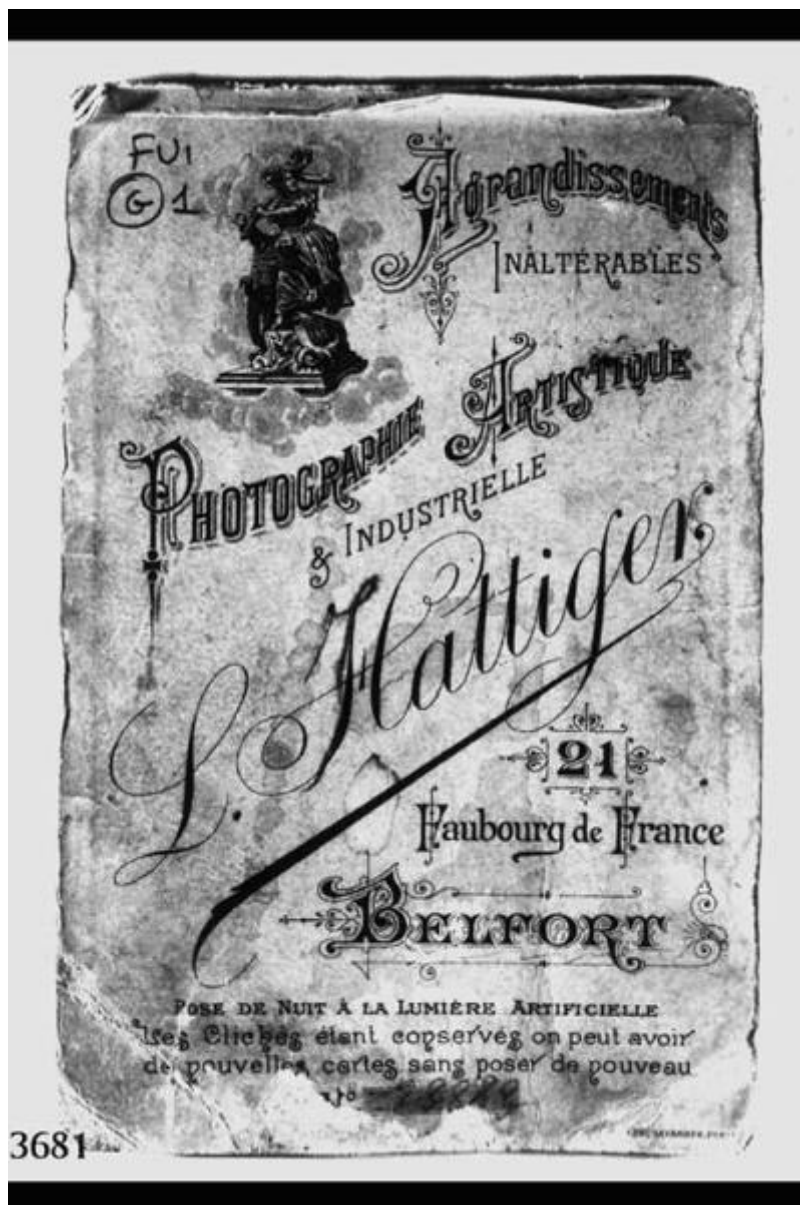 FU1
G 1
Agrandissements
INALTÉRABLES
PHOTOGRAPHIE ARTISTIQUE
& INDUSTRIELLE
L. Hattiger
21
Faubourg de France
BELFORT
POSE DE NUIT À LA LUMIÈRE ARTIFICIELLE
Les Clichés étant conservés on peut avoir
de nouvelles cartes sans poser de nouveau
3681